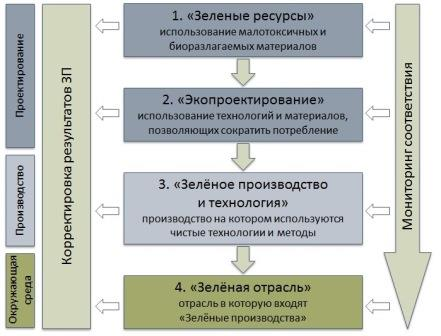 Проектирование
Производство
Окружающая
среда
Корректировка результатов ЗП
1. «Зеленые ресурсы»
использование малотоксичных и
биоразлагаемых материалов
2. «Экопроектирование»
использование технологий и материалов,
позволяющих сократить потребление
3. «Зелёное производство
и технология»
производство на котором используются
чистые технологии и методы
4. «Зелёная отрасль»
отрасль в которую входят
«Зелёные производства»
Мониторинг соответствия